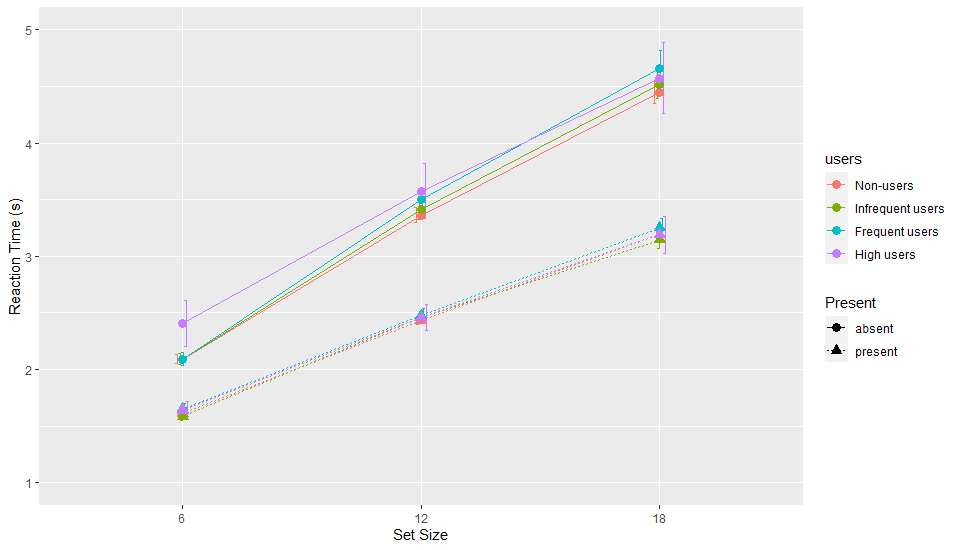 5
4
3
2
1
Reaction Time (s)
6
12
18
Set Size
users
Non-users
Infrequent users
Frequent users
High users
Present
absent
present